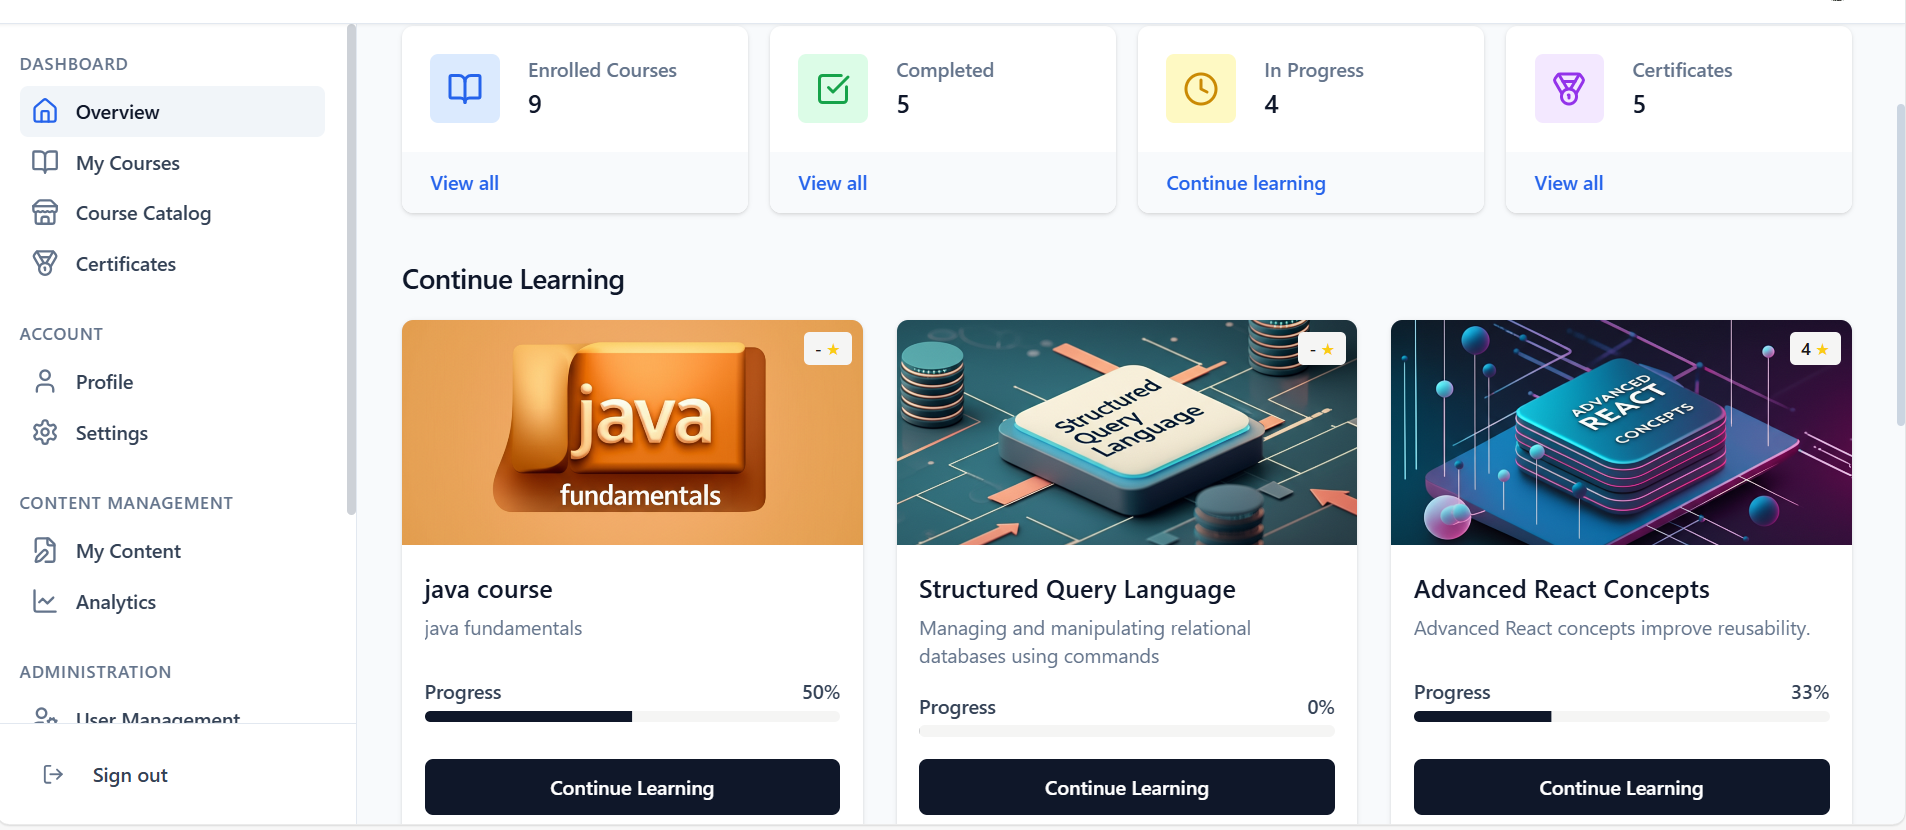 DASHBOARD
Overview
My Courses
Course Catalog
Certificates
ACCOUNT
Profile
Settings
CONTENT MANAGEMENT
My Content
Analytics
ADMINISTRATION
User Management
Sign out
Enrolled Courses
9
View all
Completed
5
View all
In Progress
4
Continue learning
Certificates
5
View all
Continue Learning
java
fundamentals
- ★
java course
java fundamentals
Progress 50%
Continue Learning
Structured
Query
Language
- ★
Structured Query Language
Managing and manipulating relational
databases using commands
Progress 0%
Continue Learning
ADVANCED
REACT
CONCEPTS
4 ★
Advanced React Concepts
Advanced React concepts improve reusability.
Progress 33%
Continue Learning